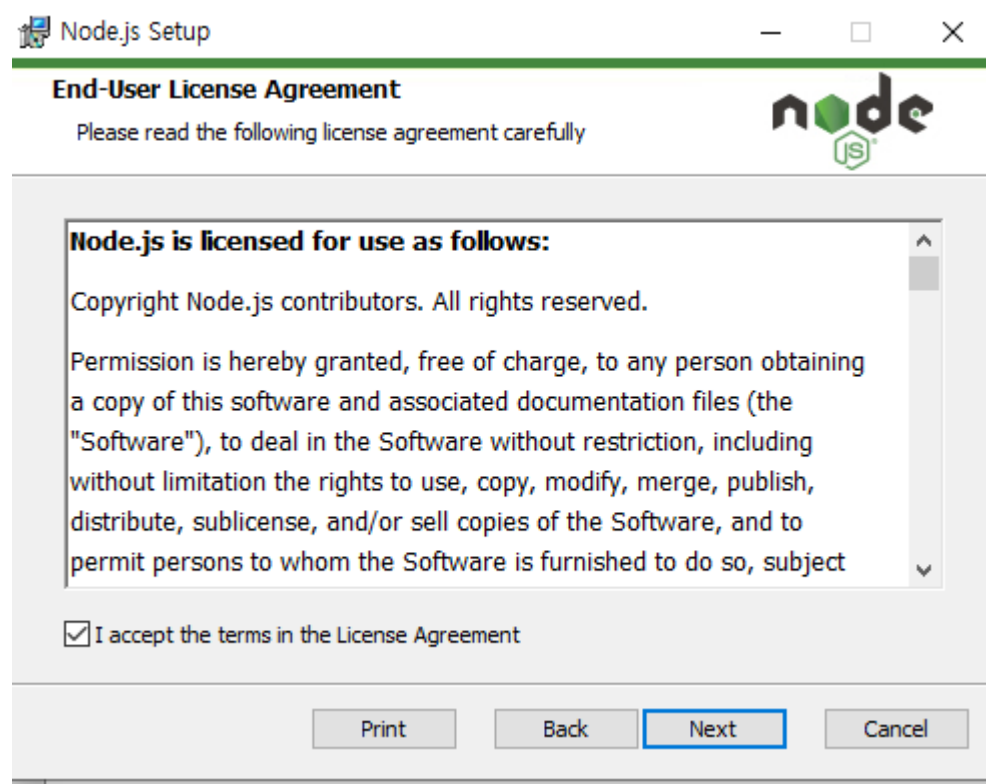 Node.js Setup
End-User License Agreement
Please read the following license agreement carefully
node
JS
Node.js is licensed for use as follows:
Copyright Node.js contributors. All rights reserved.
Permission is hereby granted, free of charge, to any person obtaining
a copy of this software and associated documentation files (the
"Software"), to deal in the Software without restriction, including
without limitation the rights to use, copy, modify, merge, publish,
distribute, sublicense, and/or sell copies of the Software, and to
permit persons to whom the Software is furnished to do so, subject
I accept the terms in the License Agreement
Print Back Next Cancel